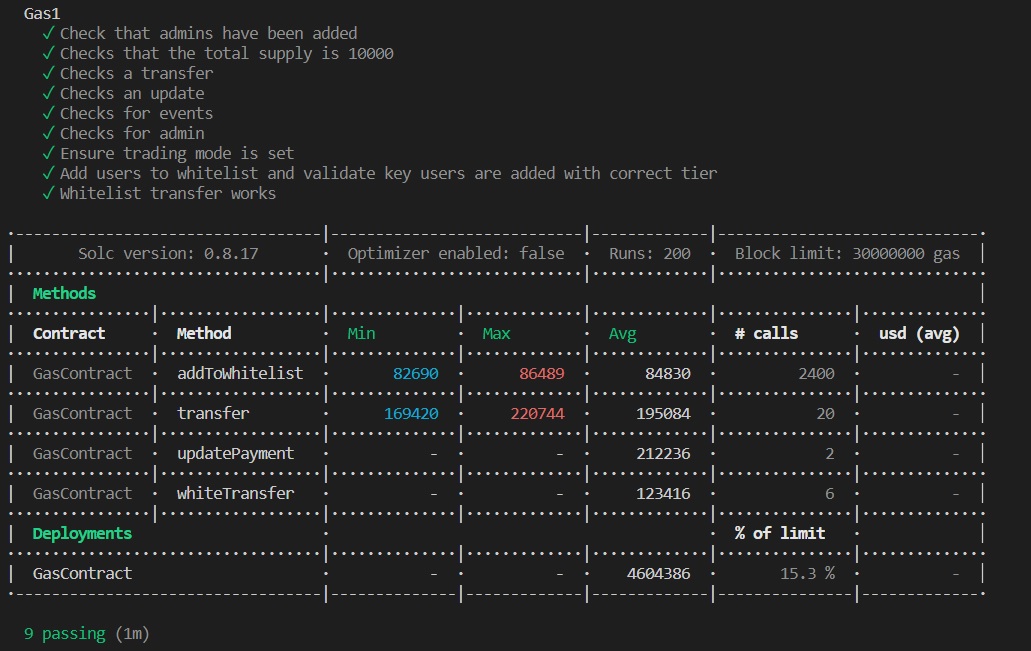 Gas1
✓ Check that admins have been added
✓ Checks that the total supply is 10000
✓ Checks a transfer
✓ Checks an update
✓ Checks for events
✓ Checks for admin
✓ Ensure trading mode is set
✓ Add users to whitelist and validate key users are added with correct tier
✓ Whitelist transfer works
Solc version: 0.8.17 · Optimizer enabled: false · Runs: 200 · Block limit: 30000000 gas
Methods
Contract · Method · Min · Max · Avg · # calls · usd (avg)
GasContract · addToWhitelist · 82690 · 86489 · 84830 · 2400 · -
GasContract · transfer · 169420 · 220744 · 195084 · 20 · -
GasContract · updatePayment · - · - · 212236 · 2 · -
GasContract · whiteTransfer · - · - · 123416 · 6 · -
Deployments · · % of limit ·
GasContract · - · - · 4604386 · 15.3 % · -
9 passing (1m)